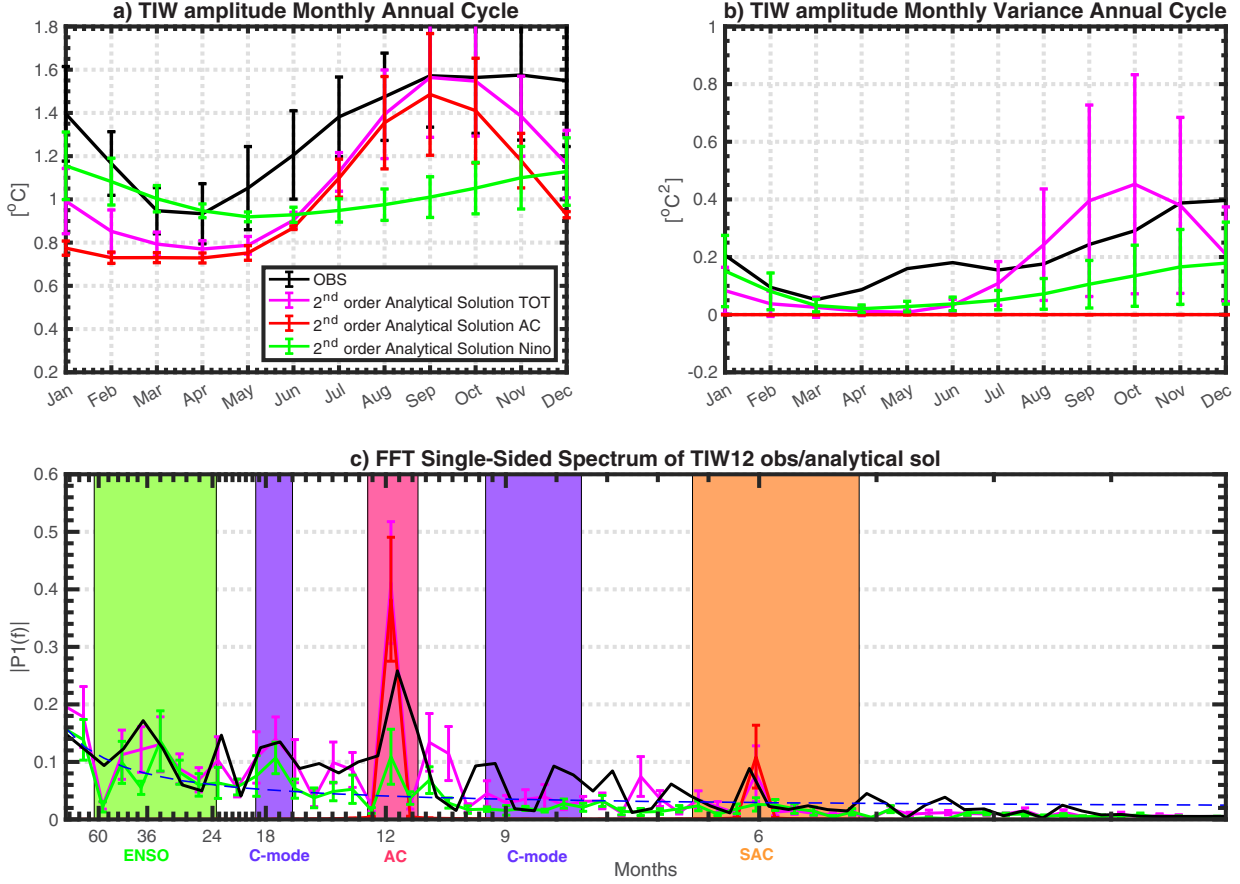 a) TIW amplitude Monthly Annual Cycle
1.8
1.6
1.4
1.2
1
0.8
0.6
0.4
0.2
[°C]
Jan Feb Mar Apr May Jun Jul Aug Sep Oct Nov Dec
OBS
2nd order Analytical Solution TOT
2nd order Analytical Solution AC
2nd order Analytical Solution Nino
b) TIW amplitude Monthly Variance Annual Cycle
1
0.8
0.6
0.4
0.2
0
-0.2
[°C²]
Jan Feb Mar Apr May Jun Jul Aug Sep Oct Nov Dec
c) FFT Single-Sided Spectrum of TIW12 obs/analytical sol
0.6
0.5
0.4
0.3
0.2
0.1
0
|P1(f)|
60 36 24 18 12 9 6
ENSO C-mode AC C-mode SAC
Months